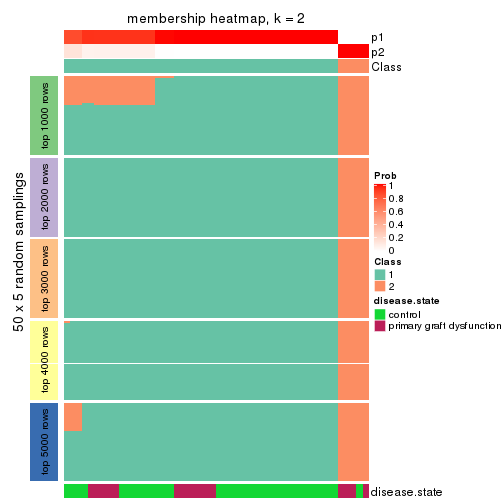 membership heatmap, k = 2
p1
p2
Class
50 x 5 random samplings
top 1000 rows
top 2000 rows
top 3000 rows
top 4000 rows
top 5000 rows
Prob
1
0.8
0.6
0.4
0.2
0
Class
1
2
disease.state
control
primary graft dysfunction
disease.state